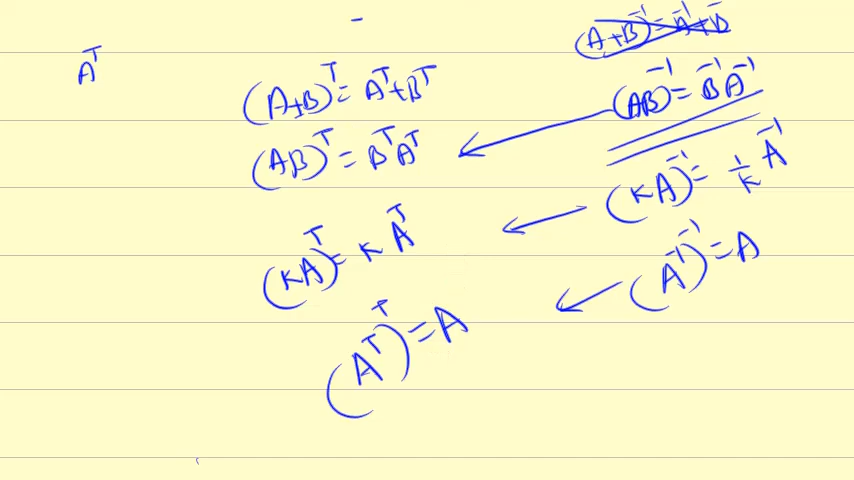 (A+B)⁻¹ = A⁻¹+B
Aᵀ
(A+B)ᵀ = Aᵀ+Bᵀ
(AB)⁻¹ = B⁻¹A⁻¹
(AB)ᵀ = BᵀAᵀ
(KA)⁻¹ = 1/K A⁻¹
(KA)ᵀ = K Aᵀ
(A⁻¹)⁻¹ = A
(Aᵀ)ᵀ = A